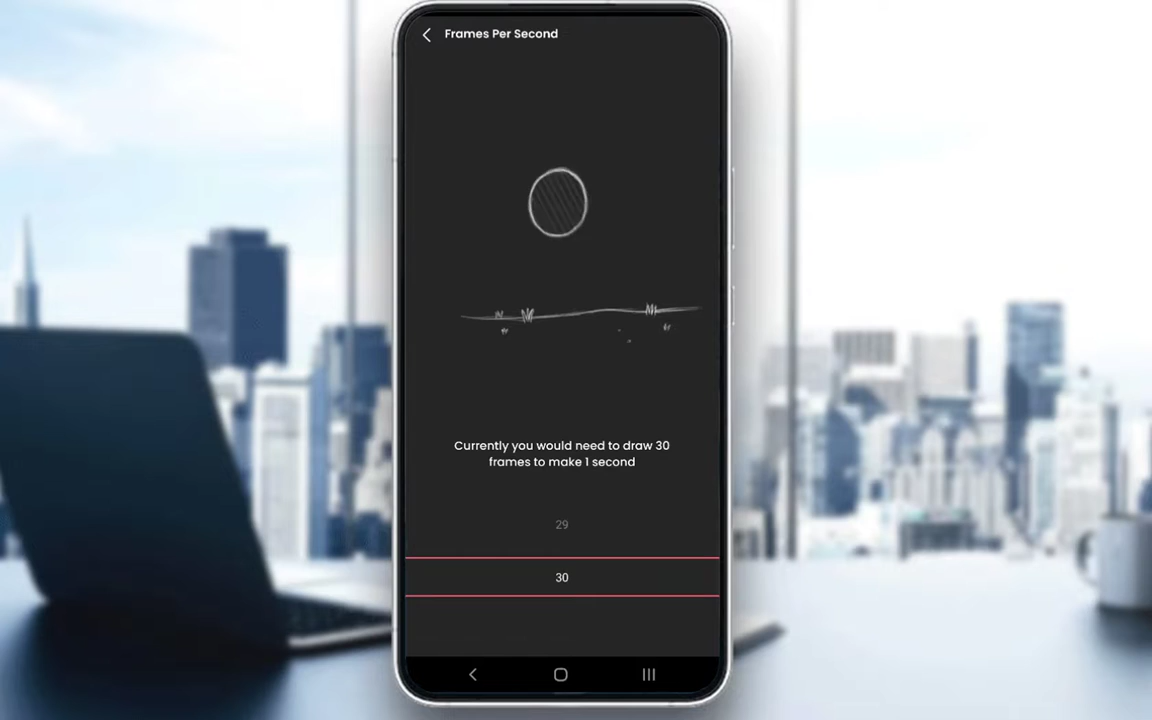 Frames Per Second
Currently you would need to draw 30
frames to make 1 second
29
30